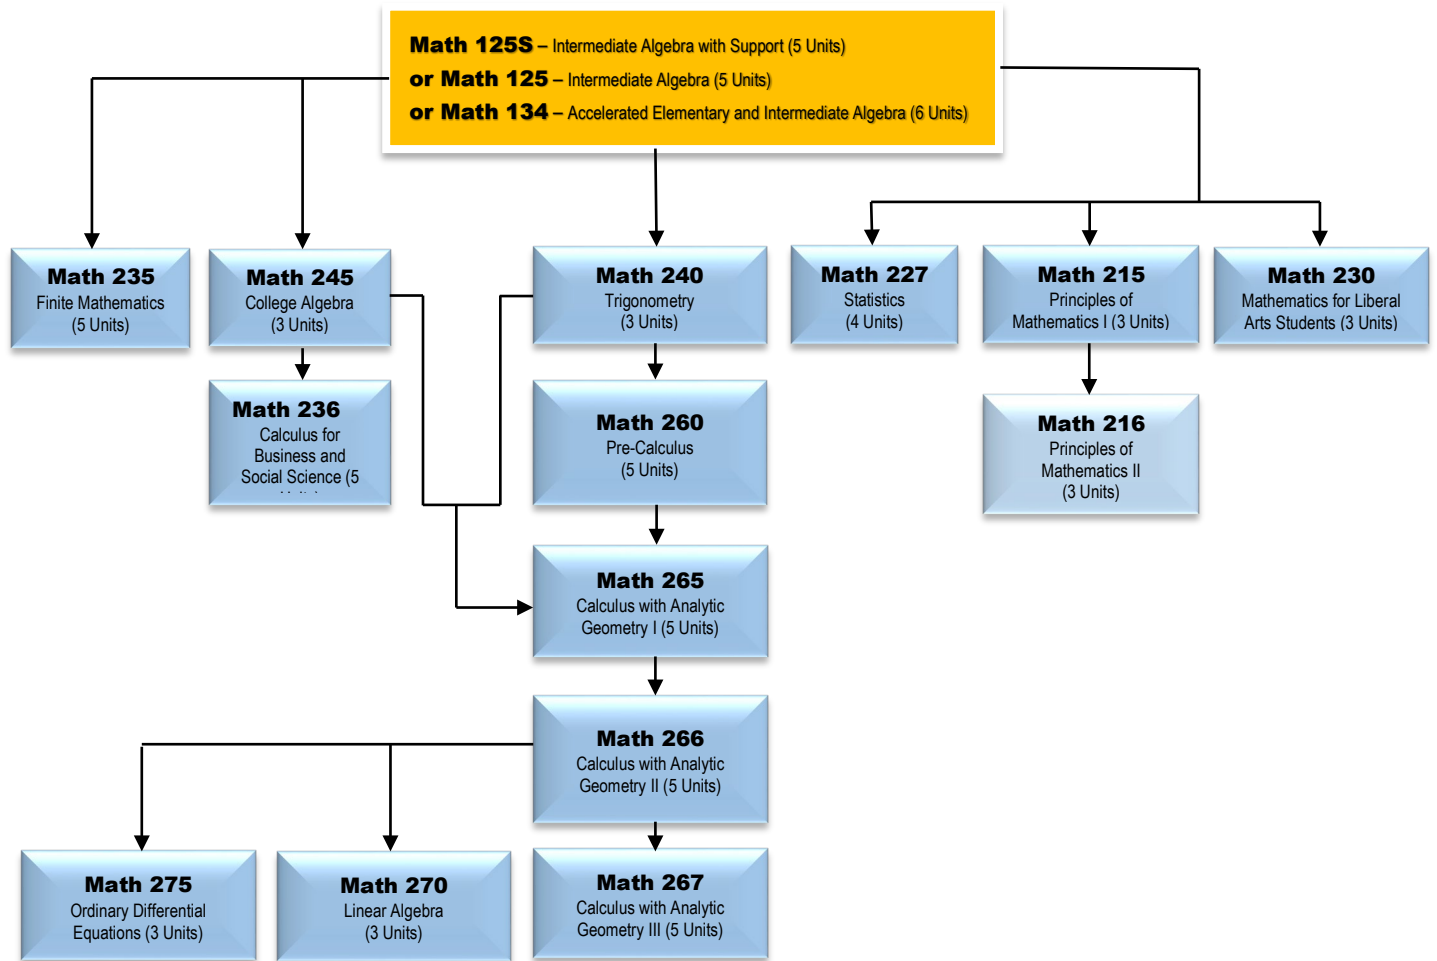 Math 125S – Intermediate Algebra with Support (5 Units)
or Math 125 – Intermediate Algebra (5 Units)
or Math 134 – Accelerated Elementary and Intermediate Algebra (6 Units)
Math 235
Finite Mathematics
(5 Units)
Math 245
College Algebra
(3 Units)
Math 240
Trigonometry
(3 Units)
Math 227
Statistics
(4 Units)
Math 215
Principles of
Mathematics I (3 Units)
Math 230
Mathematics for Liberal
Arts Students (3 Units)
Math 236
Calculus for
Business and
Social Science (5
Math 260
Pre-Calculus
(5 Units)
Math 216
Principles of
Mathematics II
(3 Units)
Math 265
Calculus with Analytic
Geometry I (5 Units)
Math 266
Calculus with Analytic
Geometry II (5 Units)
Math 275
Ordinary Differential
Equations (3 Units)
Math 270
Linear Algebra
(3 Units)
Math 267
Calculus with Analytic
Geometry III (5 Units)